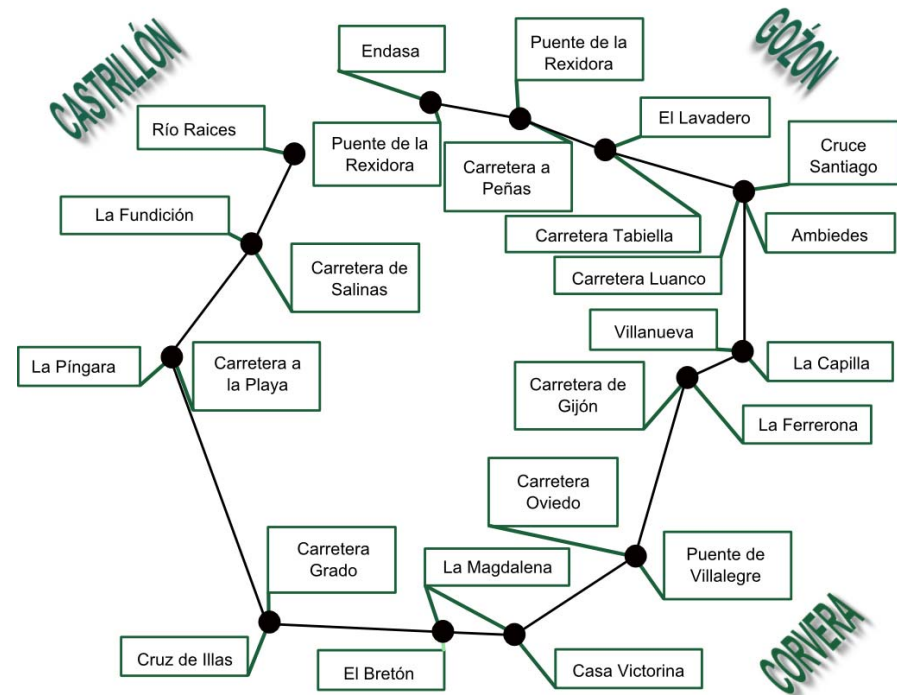 CASTRILLÓN
GOZÓN
Endasa
Puente de la
Rexidora
Río Raices
Puente de la
Rexidora
El Lavadero
Carretera a
Peñas
Cruce
Santiago
La Fundición
Carretera Tabiella
Ambiedes
Carretera de
Salinas
Carretera Luanco
Villanueva
La Píngara
Carretera a
la Playa
La Capilla
Carretera de
Gijón
La Ferrerona
Carretera
Oviedo
Carretera
Grado
La Magdalena
Puente de
Villalegre
Cruz de Illas
El Bretón
Casa Victorina
CORVERA